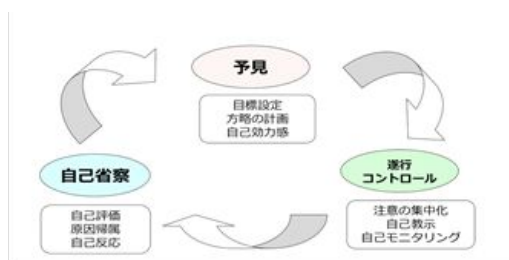 予見
目標設定
方略の計画
自己効力感
遂行
コントロール
注意の集中化
自己教示
自己モニタリング
自己省察
自己評価
原因帰属
自己反応